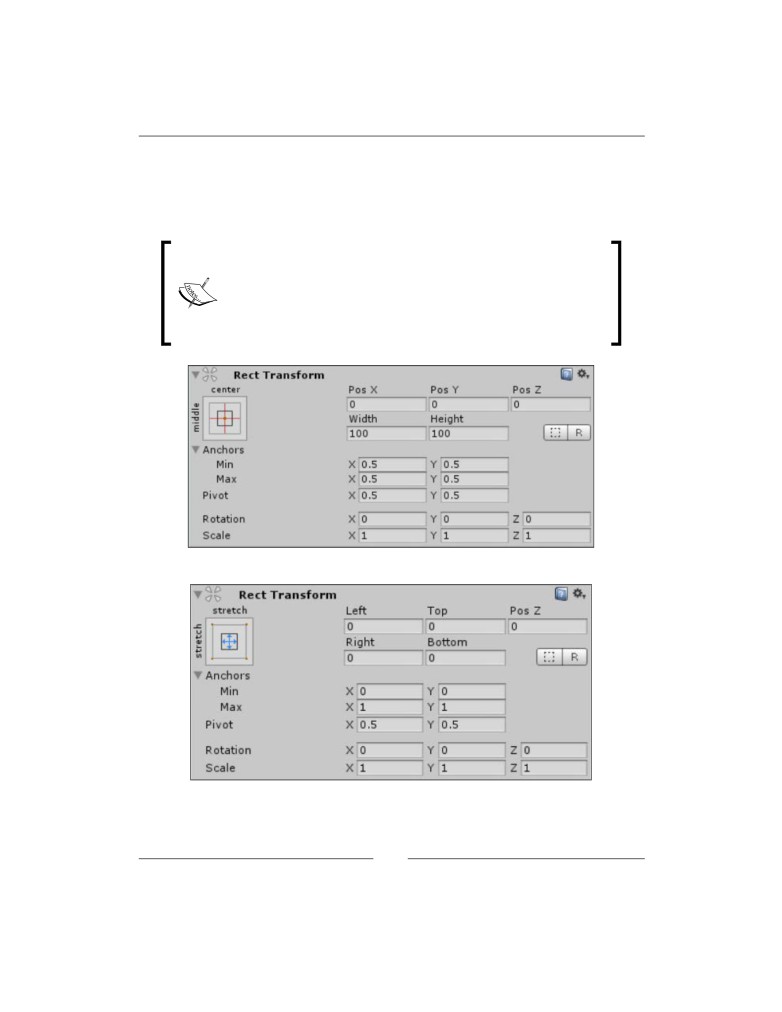 Rect Transform
center
Pos X Pos Y Pos Z
middle
0 0 0
Width Height
100 100
R
Anchors
Min X 0.5 Y 0.5
Max X 0.5 Y 0.5
Pivot X 0.5 Y 0.5
Rotation X 0 Y 0 Z 0
Scale X 1 Y 1 Z 1
Rect Transform
stretch
Left Top Pos Z
stretch
0 0 0
Right Bottom
0 0
R
Anchors
Min X 0 Y 0
Max X 1 Y 1
Pivot X 0.5 Y 0.5
Rotation X 0 Y 0 Z 0
Scale X 1 Y 1 Z 1